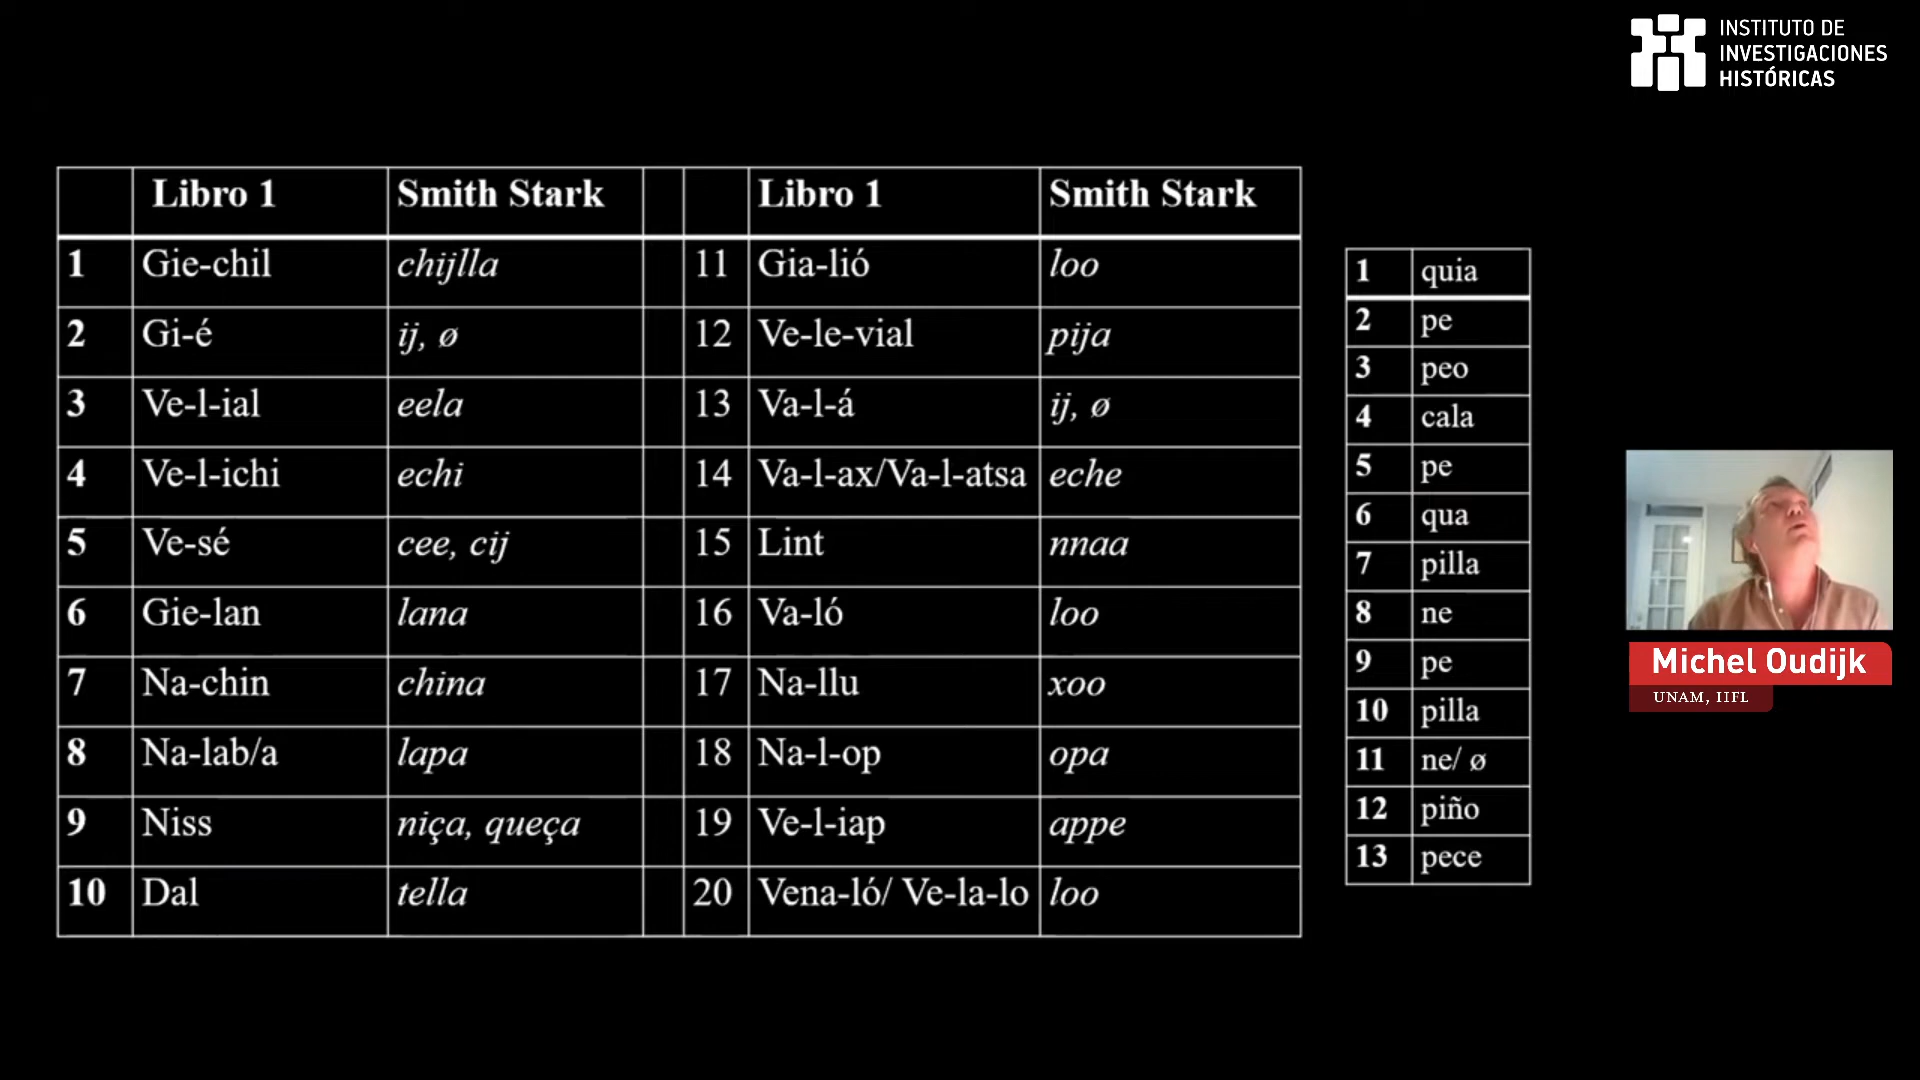 INSTITUTO DE
INVESTIGACIONES
HISTÓRICAS
Libro 1 Smith Stark Libro 1 Smith Stark
1 Gie-chil chijlla 11 Gia-lió loo
2 Gi-é ij, ø 12 Ve-le-vial pija
3 Ve-l-ial eela 13 Va-l-á ij, ø
4 Ve-l-ichi echi 14 Va-l-ax/Va-l-atsa eche
5 Ve-sé cee, cij 15 Lint nnaa
6 Gie-lan lana 16 Va-ló loo
7 Na-chin china 17 Na-llu xoo
8 Na-lab/a lapa 18 Na-l-op opa
9 Niss niça, queça 19 Ve-l-iap appe
10 Dal tella 20 Vena-ló/ Ve-la-lo loo
1 quia
2 pe
3 peo
4 cala
5 pe
6 qua
7 pilla
8 ne
9 pe
10 pilla
11 ne/ ø
12 piño
13 pece
Michel Oudijk
UNAM, IIFL